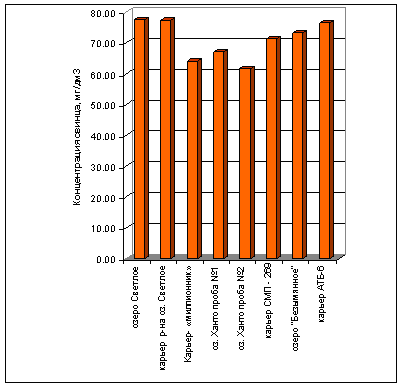 80.00
70.00
60.00
50.00
40.00
30.00
20.00
10.00
0.00
Концентрация свинца, мг/дм3
озеро Светлое
карьер р-на оз. Светлое
Карьер- «миллионник»
оз. Ханто проба №1
оз. Ханто проба №2
карьер СМП - 269
озеро "Безымянное"
карьер АТБ-6